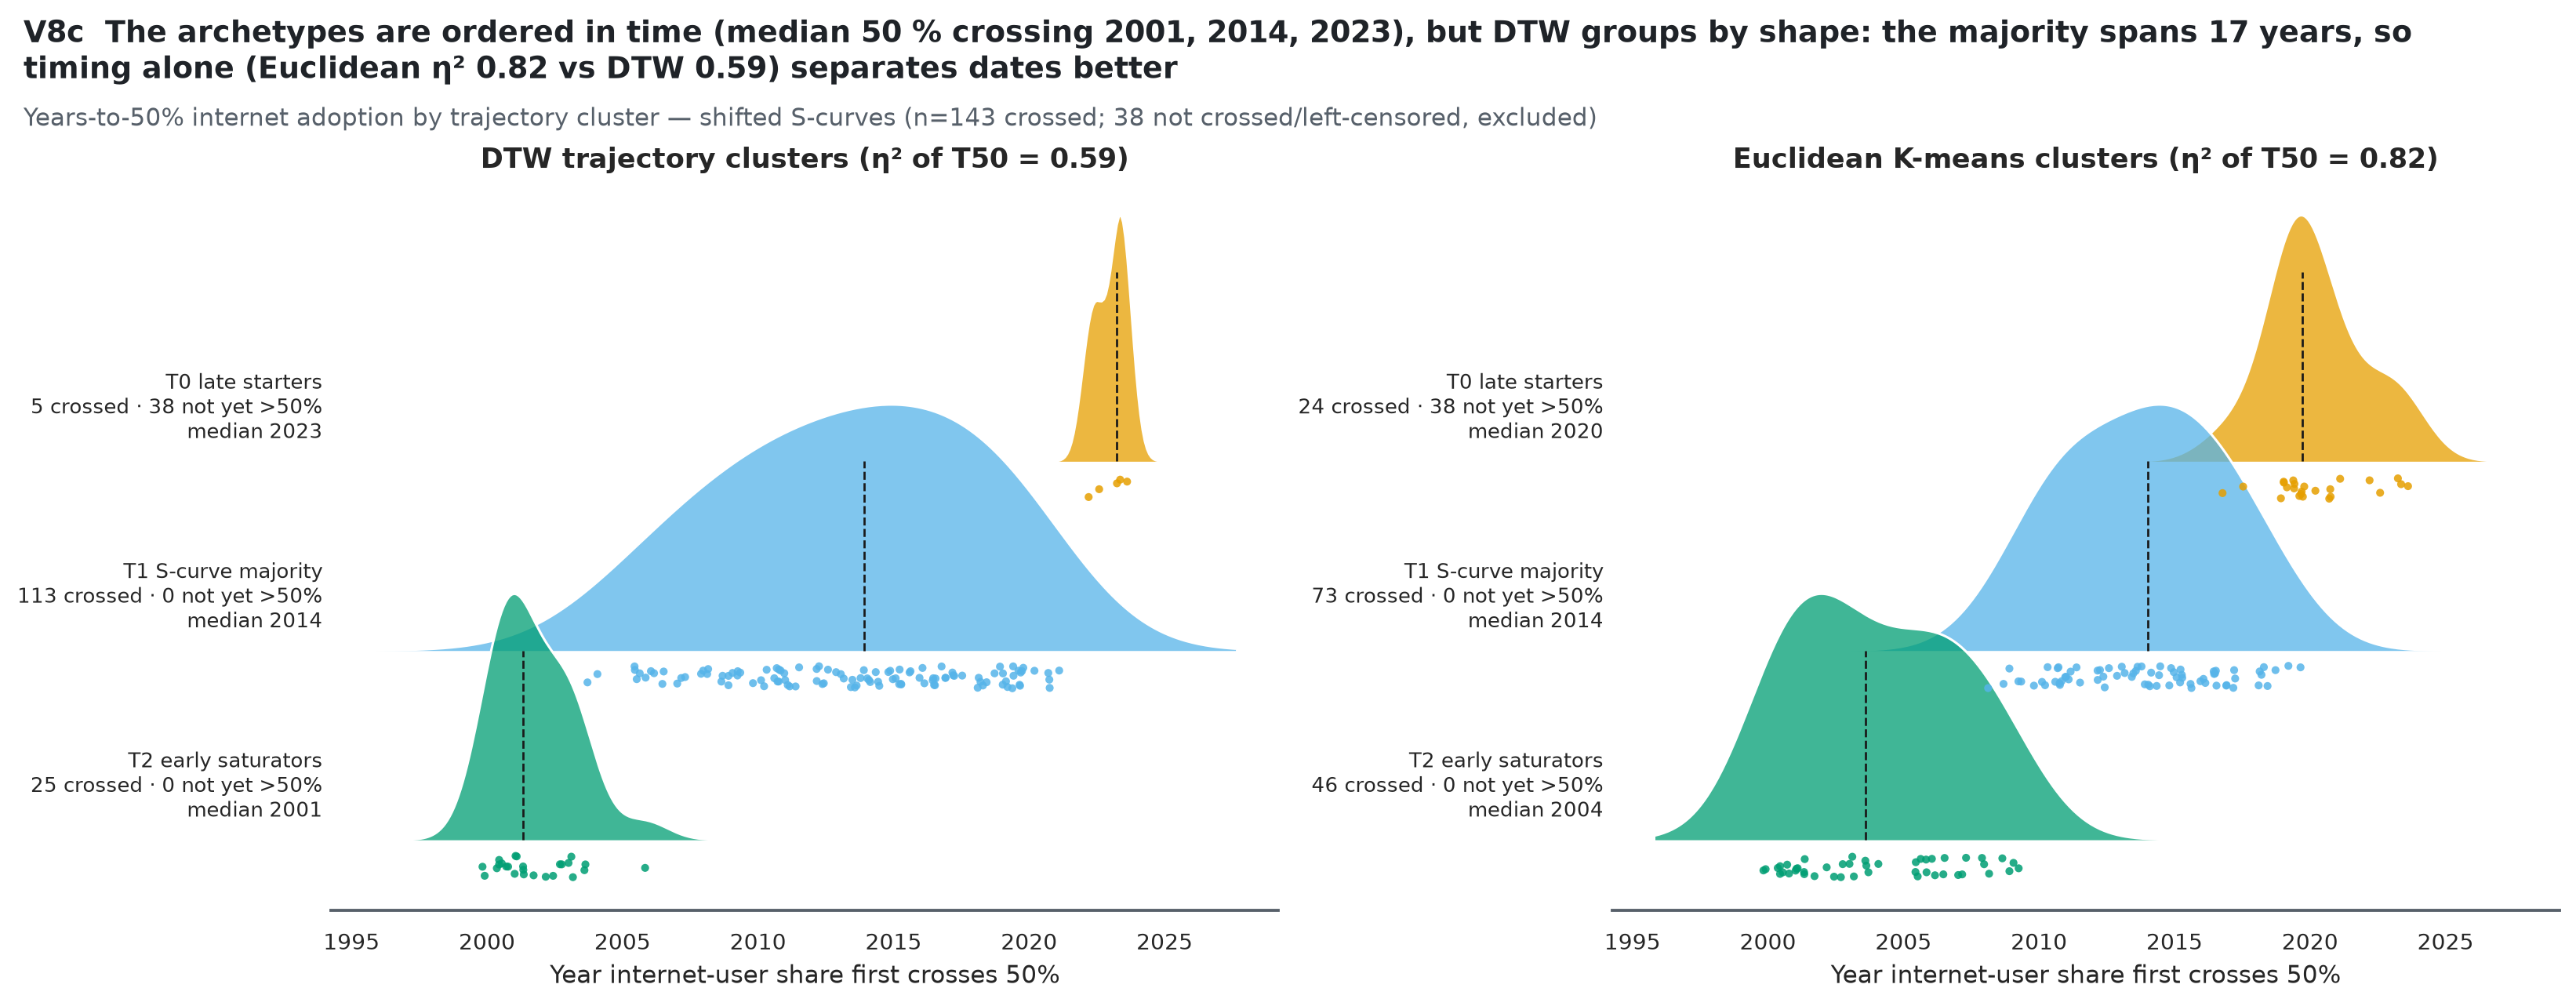 V8c  The archetypes are ordered in time (median 50 % crossing 2001, 2014, 2023), but DTW groups by shape: the majority spans 17 years, so
timing alone (Euclidean η² 0.82 vs DTW 0.59) separates dates better
Years-to-50% internet adoption by trajectory cluster — shifted S-curves (n=143 crossed; 38 not crossed/left-censored, excluded)
DTW trajectory clusters (η² of T50 = 0.59)
T0 late starters
5 crossed · 38 not yet >50%
median 2023
T1 S-curve majority
113 crossed · 0 not yet >50%
median 2014
T2 early saturators
25 crossed · 0 not yet >50%
median 2001
1995 2000 2005 2010 2015 2020 2025
Year internet-user share first crosses 50%
Euclidean K-means clusters (η² of T50 = 0.82)
T0 late starters
24 crossed · 38 not yet >50%
median 2020
T1 S-curve majority
73 crossed · 0 not yet >50%
median 2014
T2 early saturators
46 crossed · 0 not yet >50%
median 2004
1995 2000 2005 2010 2015 2020 2025
Year internet-user share first crosses 50%